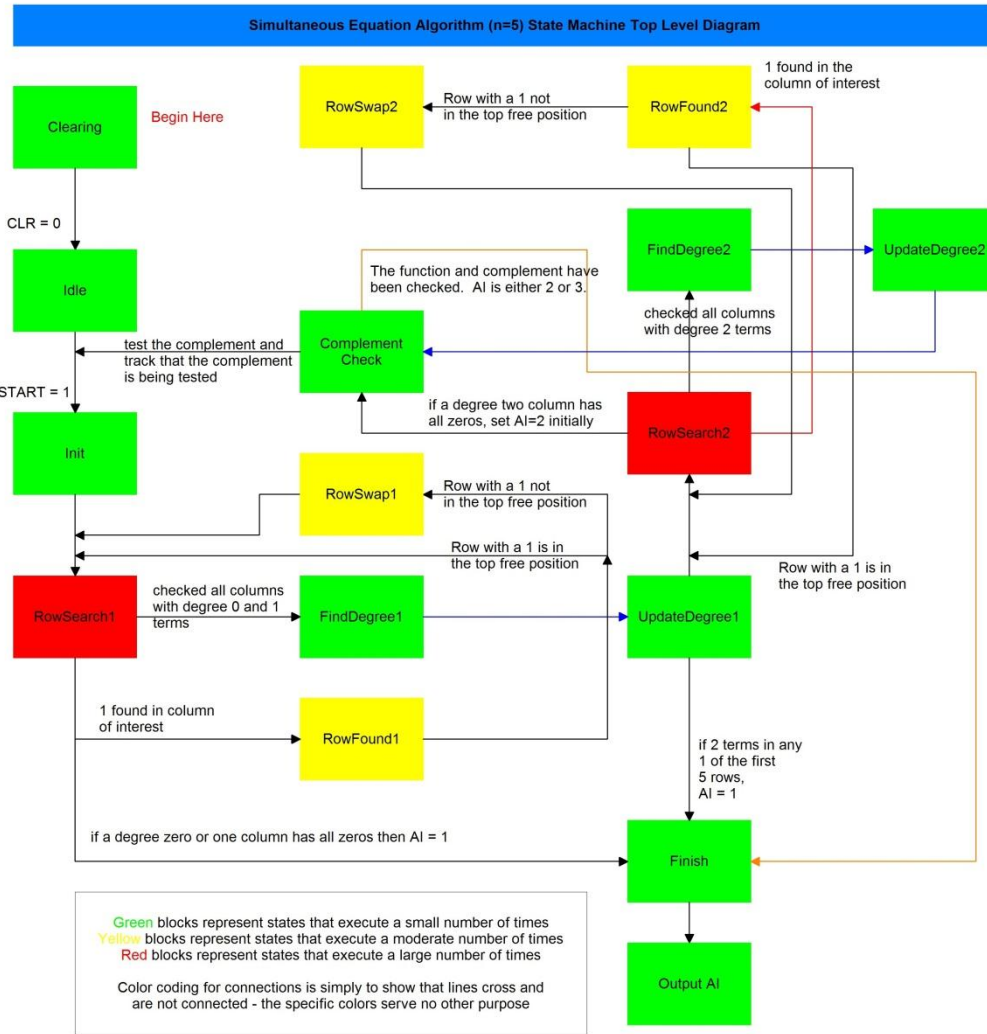 Simultaneous Equation Algorithm (n=5) State Machine Top Level Diagram
Clearing
Begin Here
RowSwap2
Row with a 1 not
in the top free position
RowFound2
1 found in the
column of interest
CLR = 0
Idle
The function and complement have
been checked. AI is either 2 or 3.
FindDegree2
UpdateDegree2
checked all columns
with degree 2 terms
test the complement and
track that the complement
is being tested
Complement
Check
START = 1
Init
if a degree two column has
all zeros, set AI=2 initially
RowSearch2
RowSwap1
Row with a 1 not
in the top free position
Row with a 1 is in
the top free position
Row with a 1 is in
the top free position
RowSearch1
checked all columns
with degree 0 and 1
terms
FindDegree1
UpdateDegree1
1 found in column
of interest
RowFound1
if 2 terms in any
1 of the first
5 rows,
AI = 1
if a degree zero or one column has all zeros then AI = 1
Finish
Green blocks represent states that execute a small number of times
Yellow blocks represent states that execute a moderate number of times
Red blocks represent states that execute a large number of times
Color coding for connections is simply to show that lines cross and
are not connected - the specific colors serve no other purpose
Output AI